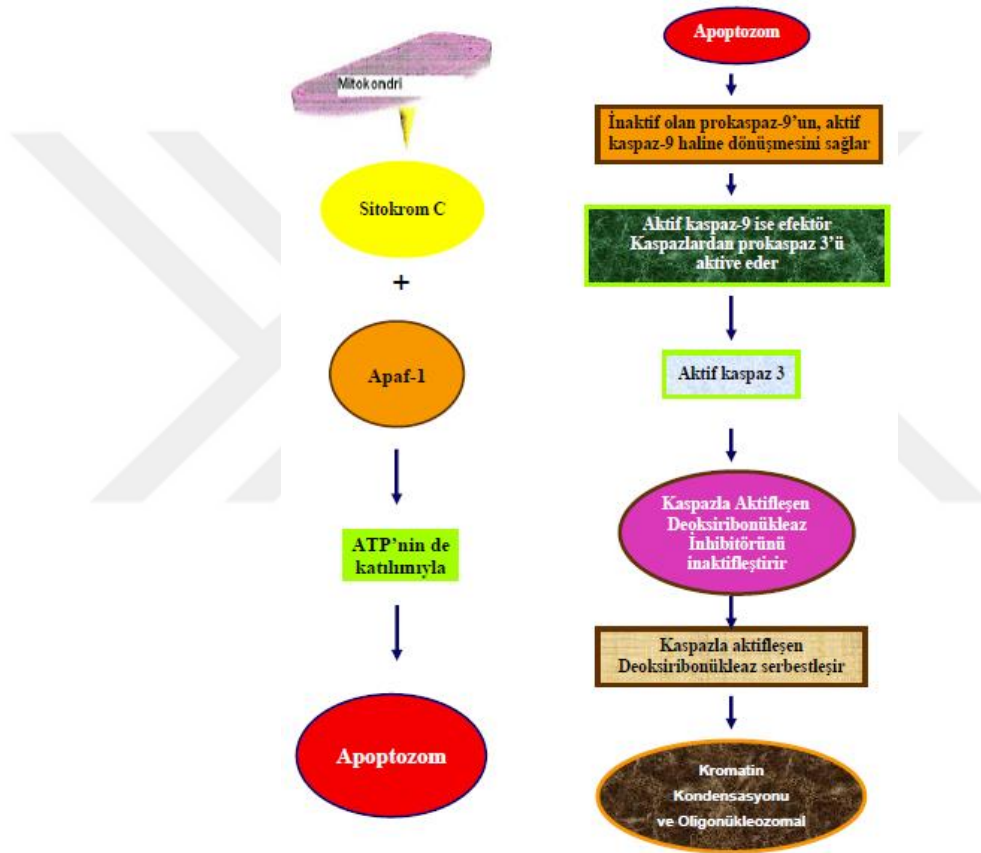 Mitokondri
Sitokrom C
+
Apaf-1
ATP’nin de
katılımıyla
Apoptozom
Apoptozom
İnaktif olan prokaspaz-9’un, aktif
kaspaz-9 haline dönüşmesini sağlar
Aktif kaspaz-9 ise efektör
Kaspazlardan prokaspaz 3’ü
aktive eder
Aktif kaspaz 3
Kaspazla Aktifleşen
Deoksiribonükleaz
İnhibitörünü
inaktifleştirir
Kaspazla aktifleşen
Deoksiribonükleaz serbestleşir
Kromatin
Kondensasyonu
ve Oligonükleozomal